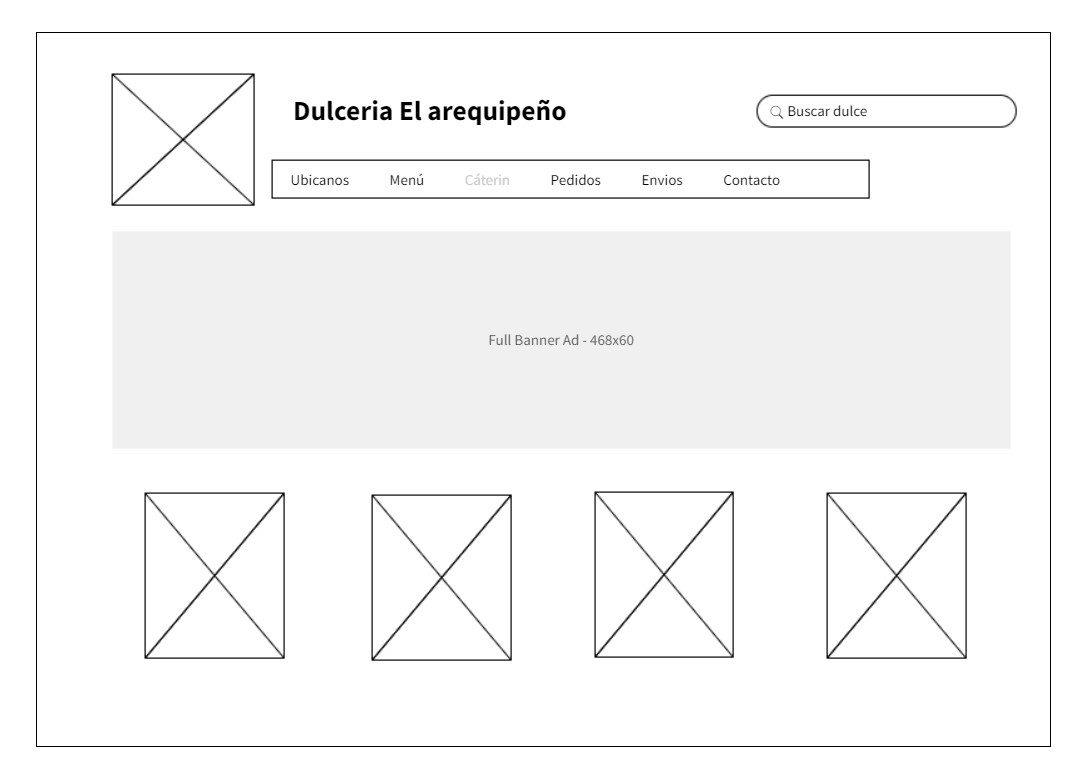 Dulceria El arequipeño
Buscar dulce
Ubicanos Menú Cáterin Pedidos Envios Contacto
Full Banner Ad - 468x60